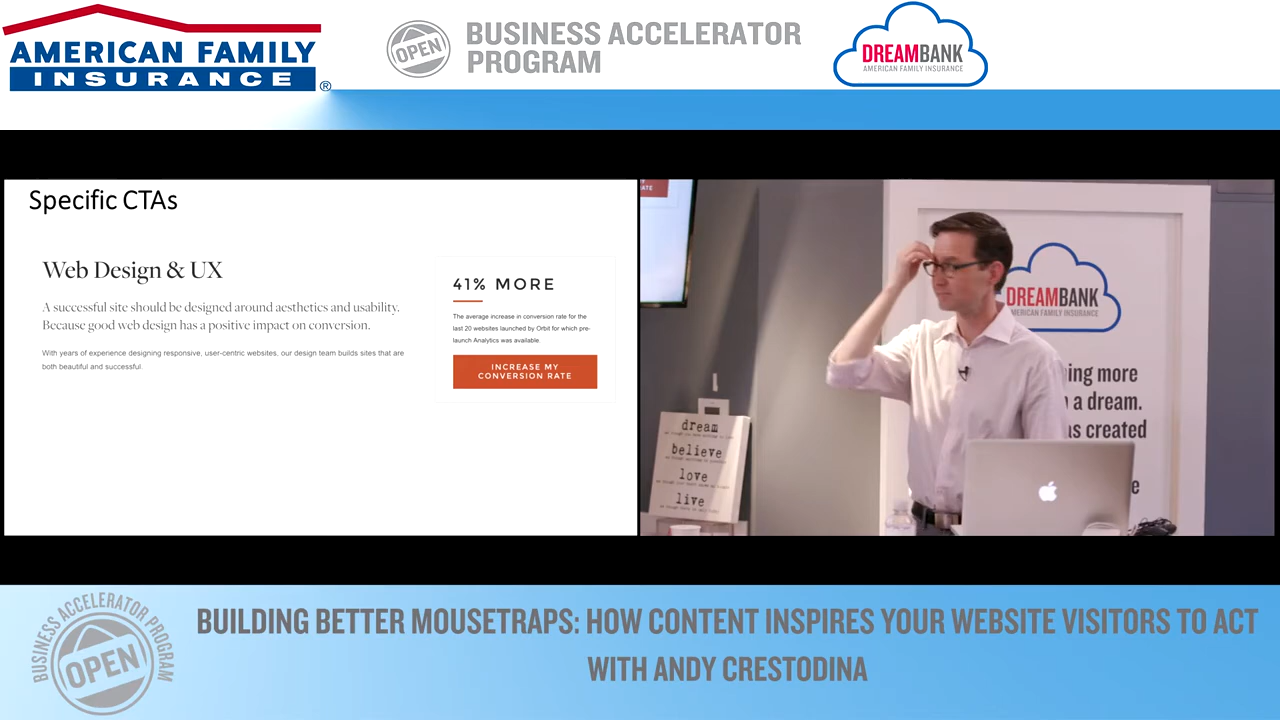 AMERICAN FAMILY
INSURANCE ®
OPEN
BUSINESS ACCELERATOR
PROGRAM
DREAMBANK
AMERICAN FAMILY INSURANCE
Specific CTAs
Web Design & UX
A successful site should be designed around aesthetics and usability.
Because good web design has a positive impact on conversion.
With years of experience designing responsive, user-centric websites, our design team builds sites that are
both beautiful and successful.
41% MORE
The average increase in conversion rate for the
last 20 websites launched by Orbit for which pre-
launch Analytics was available.
INCREASE MY
CONVERSION RATE
DREAMBANK
AMERICAN FAMILY INSURANCE
ing more
a dream.
as created
e
dream
believe
love
live
BUSINESS ACCELERATOR PROGRAM
OPEN
BUILDING BETTER MOUSETRAPS: HOW CONTENT INSPIRES YOUR WEBSITE VISITORS TO ACT
WITH ANDY CRESTODINA